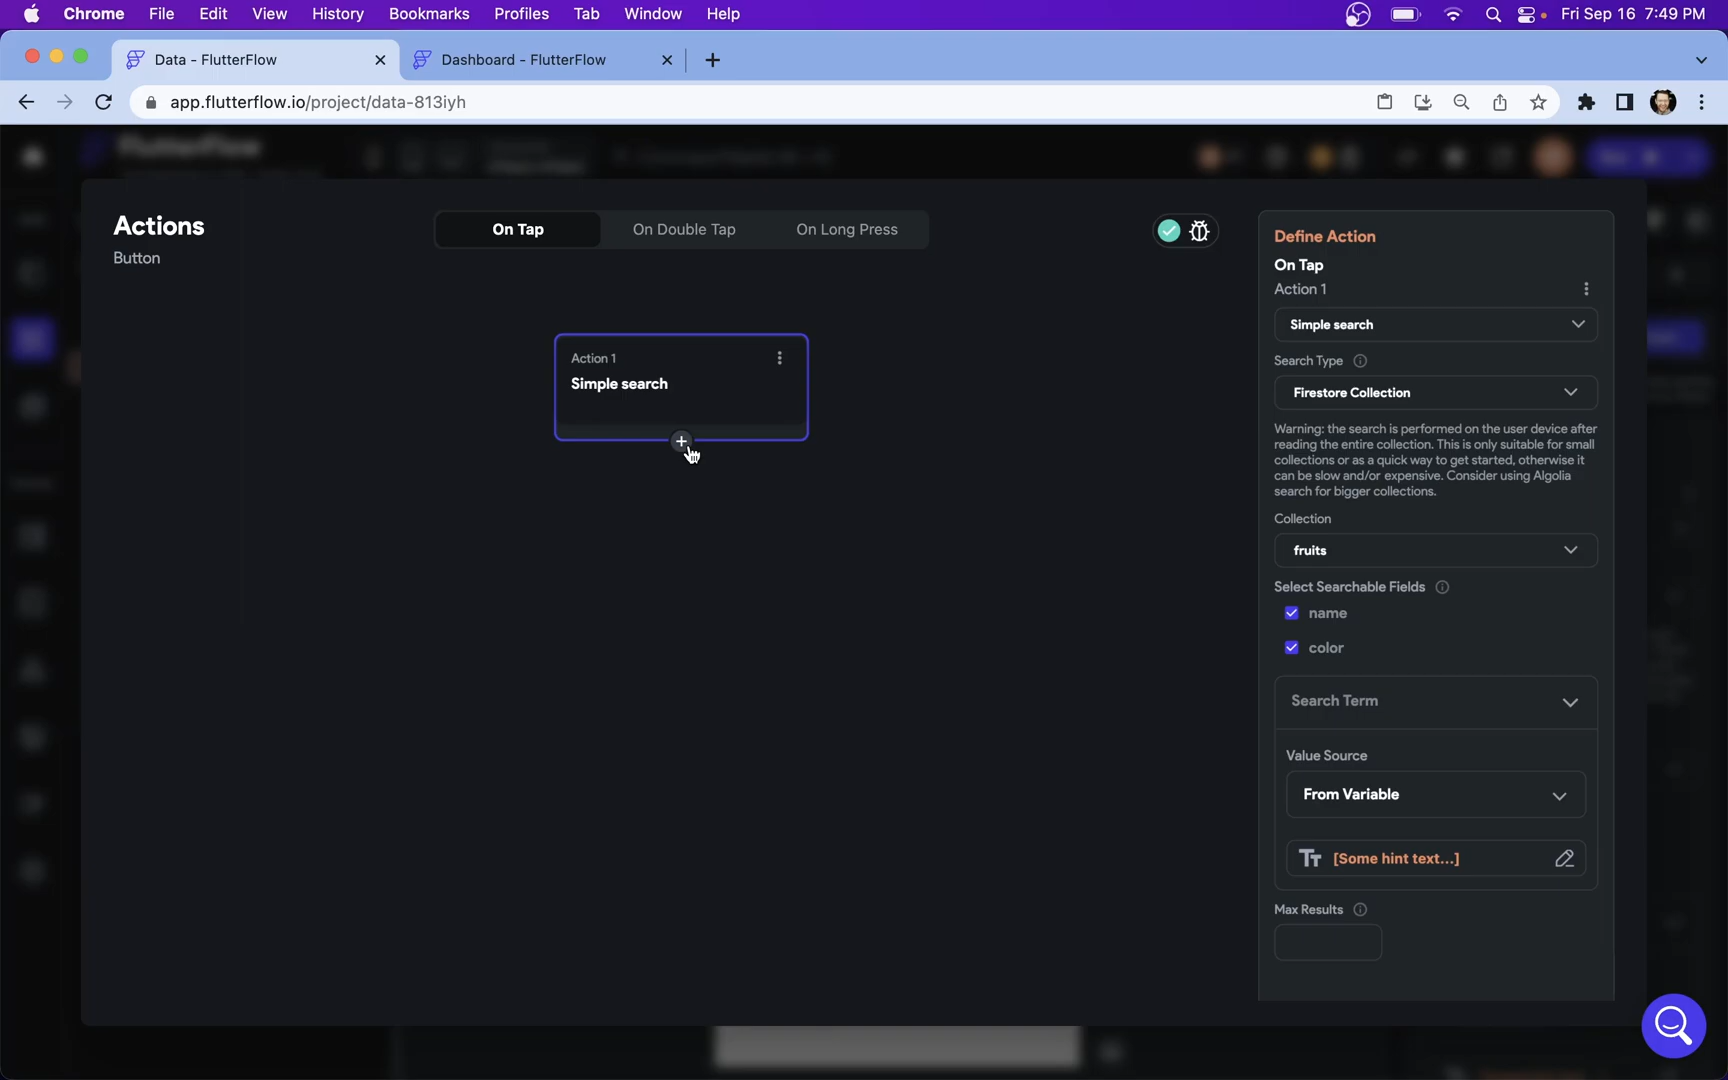 Chrome File Edit View History Bookmarks Profiles Tab Window Help Fri Sep 16 7:49 PM
Data - FlutterFlow Dashboard - FlutterFlow
app.flutterflow.io/project/data-813iyh
FlutterFlow
Actions
Button
On Tap On Double Tap On Long Press
Action 1
Simple search
Define Action
On Tap
Action 1
Simple search
Search Type
Firestore Collection
Warning: the search is performed on the user device after
reading the entire collection. This is only suitable for small
collections or as a quick way to get started, otherwise it
can be slow and/or expensive. Consider using Algolia
search for bigger collections.
Collection
fruits
Select Searchable Fields
name
color
Search Term
Value Source
From Variable
[Some hint text...]
Max Results